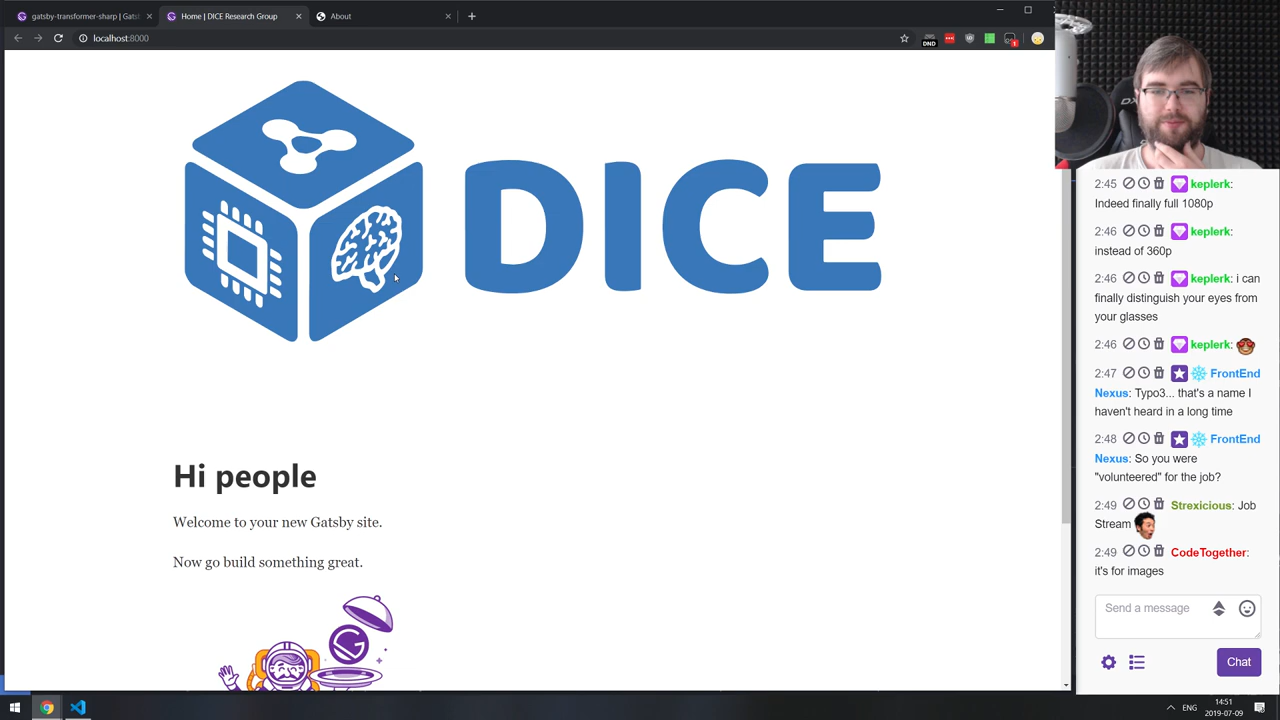 gatsby-transformer-sharp | Gats
Home | DICE Research Group
About
localhost:8000
DND
1
DICE
Hi people
Welcome to your new Gatsby site.
Now go build something great.
2:45 keplerk:
Indeed finally full 1080p
2:46 keplerk:
instead of 360p
2:46 keplerk: i can
finally distinguish your eyes from
your glasses
2:46 keplerk:
2:47 FrontEnd
Nexus: Typo3... that's a name I
haven't heard in a long time
2:48 FrontEnd
Nexus: So you were
"volunteered" for the job?
2:49 Strexicious: Job
Stream
2:49 CodeTogether:
it's for images
Send a message
Chat
ENG
14:51
2019-07-09